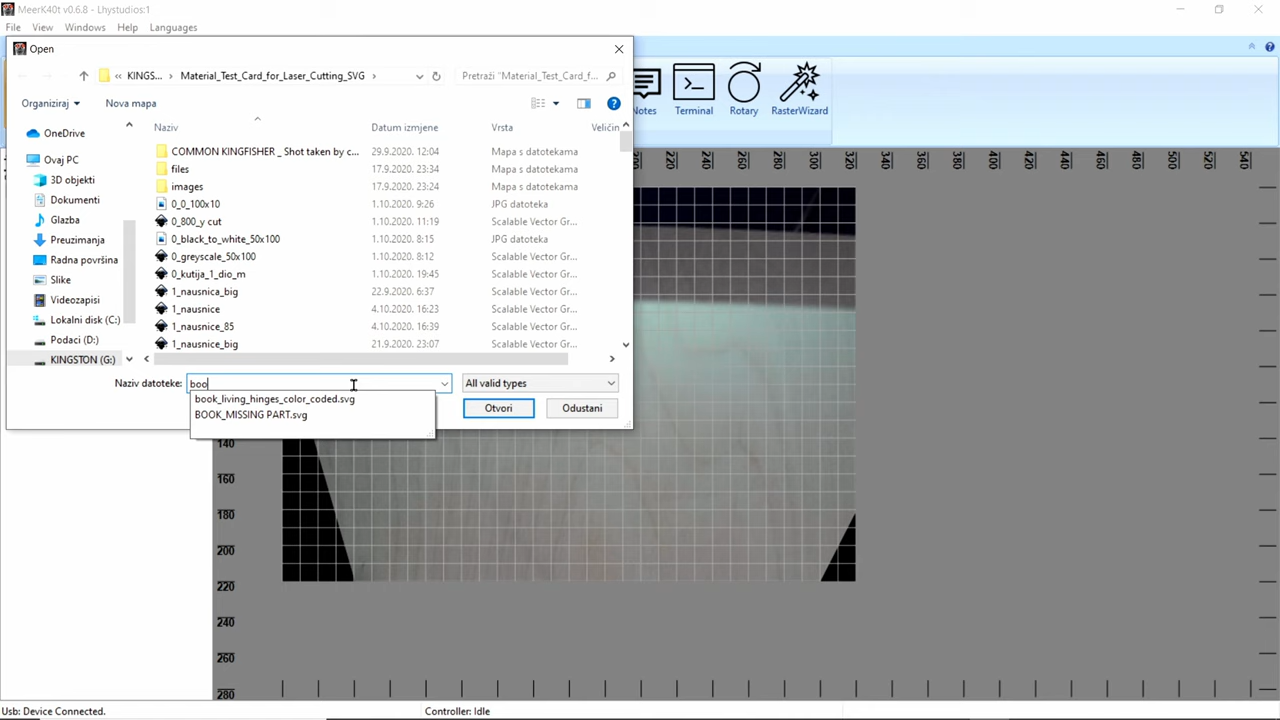 MeerK40t v0.6.8 - Lhystudios:1
File View Windows Help Languages
Open
« KINGS... › Material_Test_Card_for_Laser_Cutting_SVG ›
Pretraži "Material_Test_Card_f...
Organiziraj
Nova mapa
Notes
Terminal
Rotary
RasterWizard
OneDrive
Ovaj PC
3D objekti
Dokumenti
Glazba
Preuzimanja
Radna površina
Slike
Videozapisi
Lokalni disk (C:)
Podaci (D:)
KINGSTON (G:)
Naziv Datum izmjene Vrsta Veličin
COMMON KINGFISHER _ Shot taken by c... 29.9.2020. 12:04 Mapa s datotekama
files 17.9.2020. 23:34 Mapa s datotekama
images 17.9.2020. 23:24 Mapa s datotekama
0_0_100x10 1.10.2020. 9:26 JPG datoteka
0_800_y cut 1.10.2020. 11:19 Scalable Vector Gr...
0_black_to_white_50x100 1.10.2020. 8:15 JPG datoteka
0_greyscale_50x100 1.10.2020. 8:12 Scalable Vector Gr...
0_kutija_1_dio_m 1.10.2020. 19:45 Scalable Vector Gr...
1_nausnica_big 22.9.2020. 6:37 Scalable Vector Gr...
1_nausnice 4.10.2020. 16:23 Scalable Vector Gr...
1_nausnice_85 4.10.2020. 16:39 Scalable Vector Gr...
1_nausnice_big 21.9.2020. 23:07 Scalable Vector Gr...
Naziv datoteke: boo
All valid types
book_living_hinges_color_coded.svg
BOOK_MISSING PART.svg
Otvori
Odustani
200 220 240 260 280 300 320 340 360 380 400 420 440 460 480 500 520 540
140
160
180
200
220
240
260
280
Usb: Device Connected.
Controller: Idle